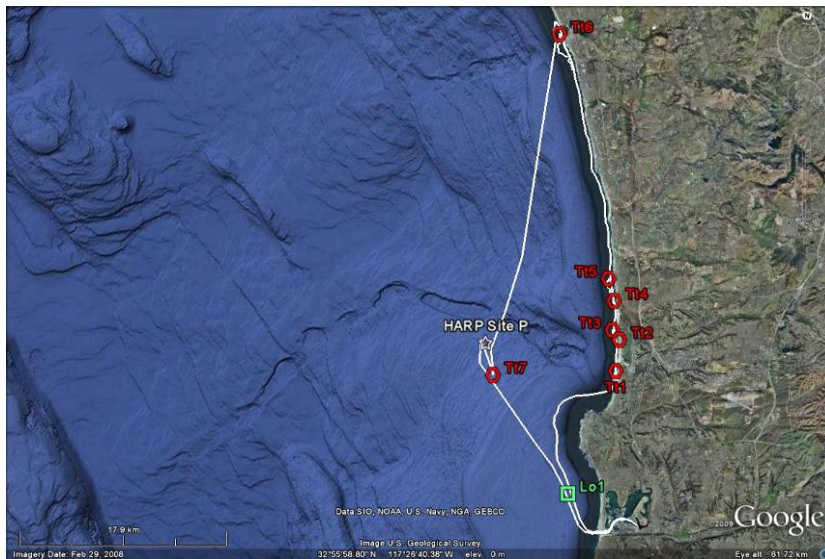 N
Tt6
Tt5
Tt4
Tt3
Tt2
HARP Site P
Tt7
Tt1
Lo1
Data SIO, NOAA, U.S. Navy, NGA, GEBCO
17.9 km
2009 Google
Image U.S. Geological Survey
Imagery Date: Feb 29, 2008
32°55'58.80" N 117°26'40.38" W elev 0 m
Eye alt 61.72 km